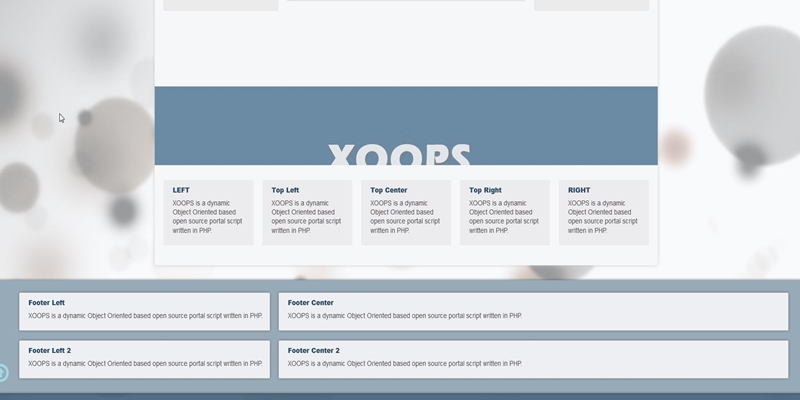 XOOPS
LEFT
XOOPS is a dynamic
Object Oriented based
open source portal script
written in PHP.
Top Left
XOOPS is a dynamic
Object Oriented based
open source portal script
written in PHP.
Top Center
XOOPS is a dynamic
Object Oriented based
open source portal script
written in PHP.
Top Right
XOOPS is a dynamic
Object Oriented based
open source portal script
written in PHP.
RIGHT
XOOPS is a dynamic
Object Oriented based
open source portal script
written in PHP.
Footer Left
XOOPS is a dynamic Object Oriented based open source portal script written in PHP.
Footer Center
XOOPS is a dynamic Object Oriented based open source portal script written in PHP.
Footer Left 2
XOOPS is a dynamic Object Oriented based open source portal script written in PHP.
Footer Center 2
XOOPS is a dynamic Object Oriented based open source portal script written in PHP.